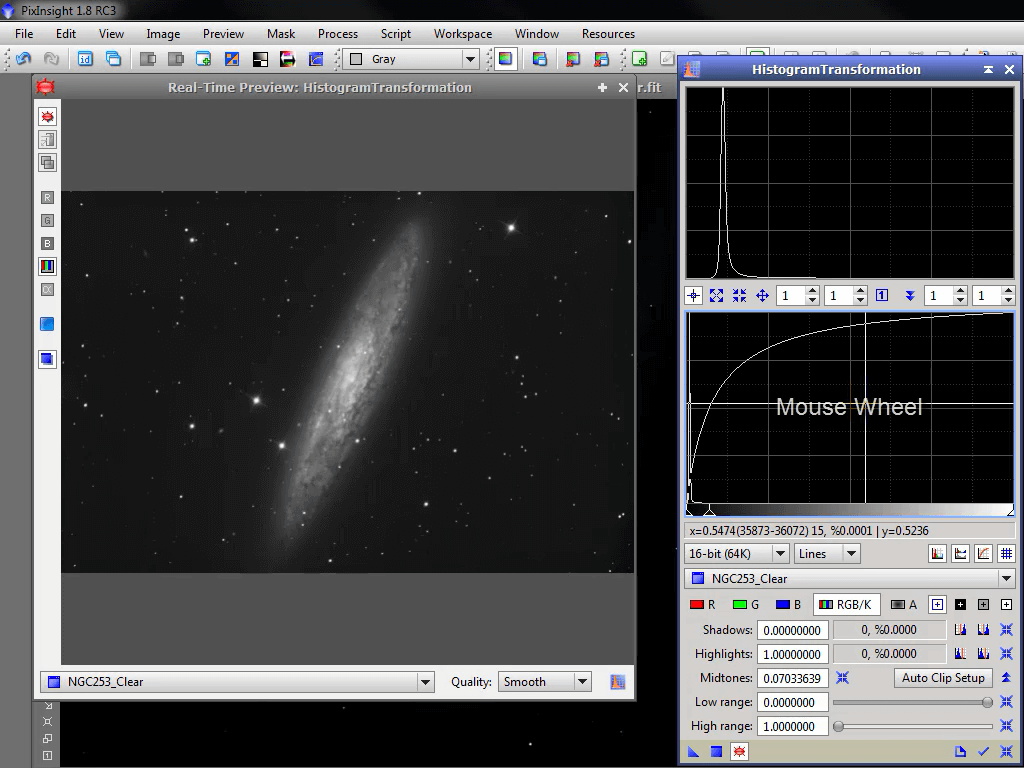 PixInsight 1.8 RC3
File Edit View Image Preview Mask Process Script Workspace Window Resources
Gray
Real-Time Preview: HistogramTransformation
r.fit
HistogramTransformation
R
G
B
1 1 1 1 1
Mouse Wheel
x=0.5474(35873-36072) 15, %0.0001 | y=0.5236
16-bit (64K) Lines
NGC253_Clear
R G B RGB/K A
Shadows: 0.00000000 0, %0.0000
Highlights: 1.00000000 0, %0.0000
Midtones: 0.07033639 Auto Clip Setup
Low range: 0.0000000
High range: 1.0000000
NGC253_Clear Quality: Smooth